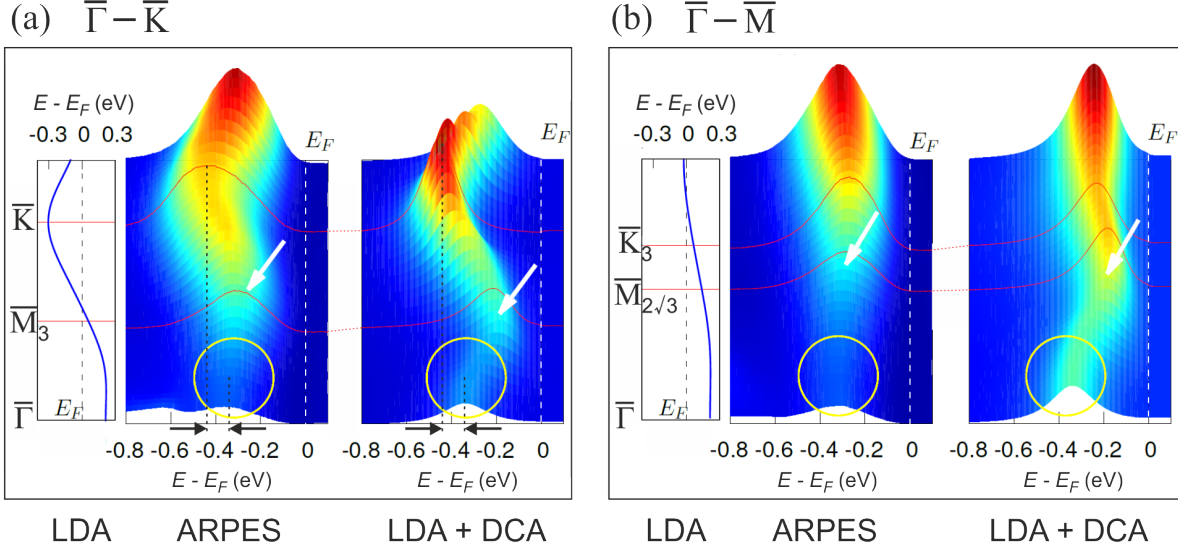 (a) Γ̅ – K̅
(b) Γ̅ – M̅
E - E_F (eV)
-0.3 0 0.3
E_F
E_F
E - E_F (eV)
-0.3 0 0.3
E_F
E_F
K̅
K̅₃
M̅₃
M̅₂/√₃
Γ̅
E_F
Γ̅
E_F
-0.8 -0.6 -0.4 -0.2 0
-0.8 -0.6 -0.4 -0.2 0
-0.8 -0.6 -0.4 -0.2 0
-0.8 -0.6 -0.4 -0.2 0
E - E_F (eV)
E - E_F (eV)
E - E_F (eV)
E - E_F (eV)
LDA ARPES LDA + DCA
LDA ARPES LDA + DCA